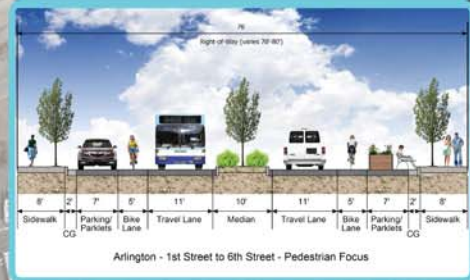 76'
Right-of-Way (varies 70'-80')
8' 2' 7' 5' 11' 10' 11' 5' 7' 2' 8'
Sidewalk CG Parking/ Parklets Bike Lane Travel Lane Median Travel Lane Bike Lane Parking/ Parklets CG Sidewalk
Arlington - 1st Street to 6th Street - Pedestrian Focus